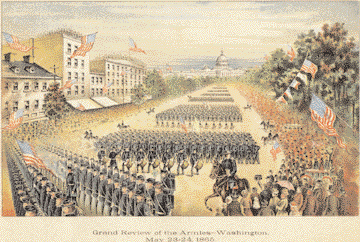 Grand Review of the Armies—Washington,
May 23-24, 1865